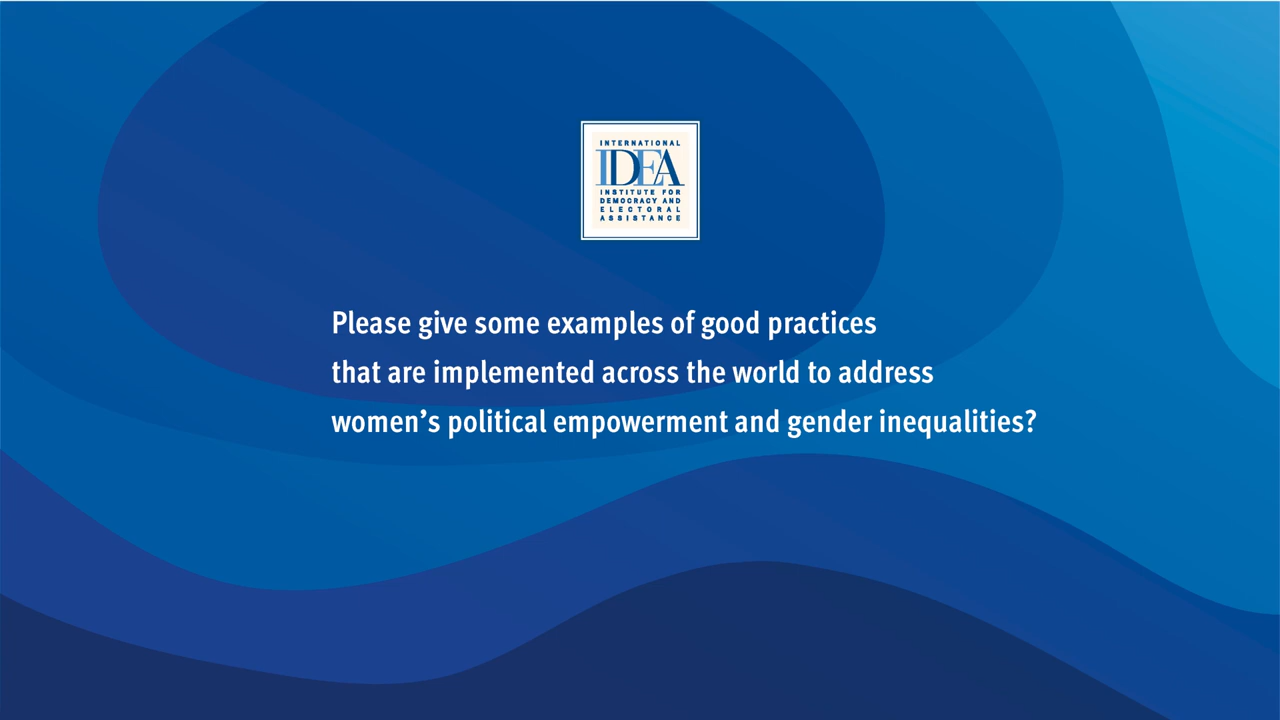 INTERNATIONAL
IDEA
INSTITUTE FOR
DEMOCRACY AND
ELECTORAL
ASSISTANCE
Please give some examples of good practices
that are implemented across the world to address
women’s political empowerment and gender inequalities?